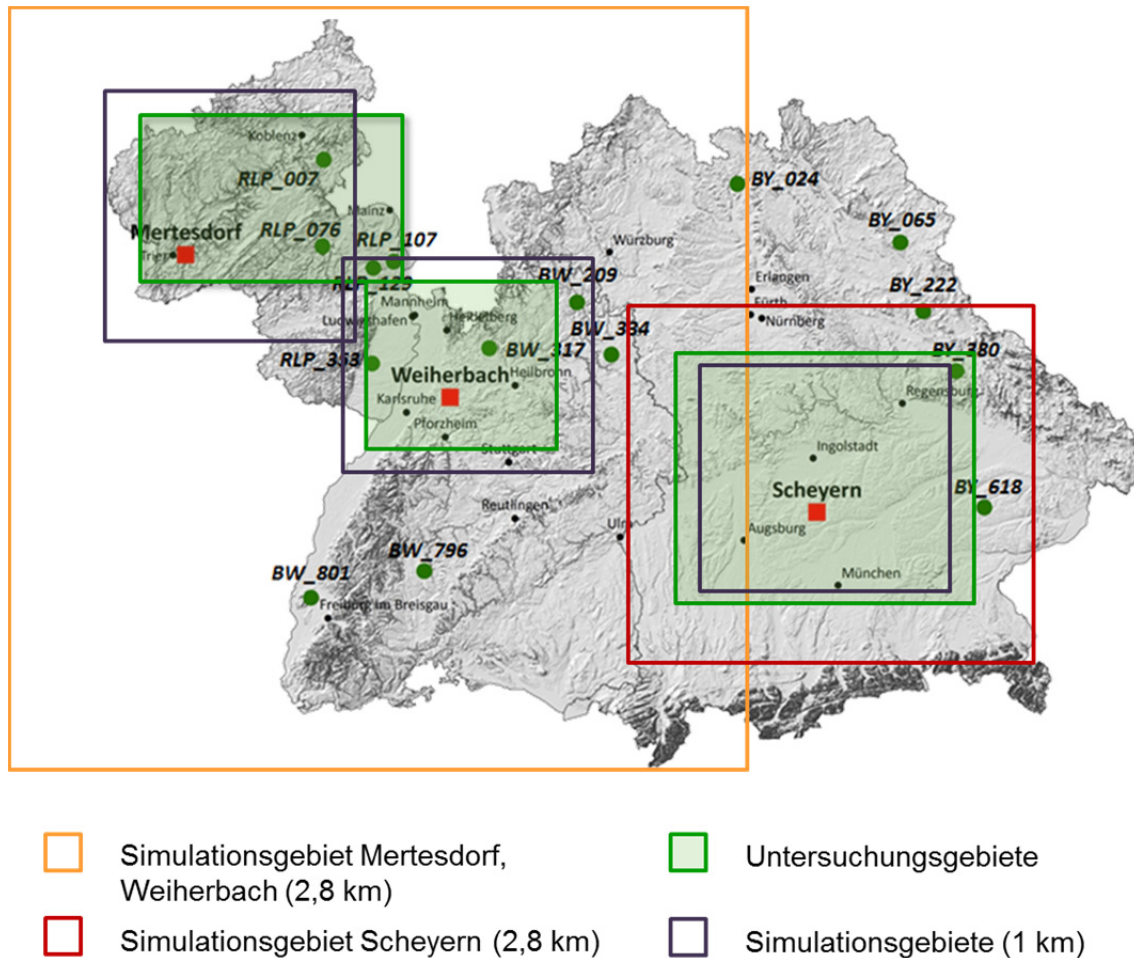 Koblenz
RLP_007
BY_024
Mainz
BY_065
Mertesdorf
RLP_076
RLP_107
Würzburg
Trier
RLP_129
BW_209
Erlangen
BY_222
Mannheim
Fürth
Ludwigshafen
Heidelberg
Nürnberg
BW_334
RLP_353
BW_317
BY_380
Weiherbach
Heilbronn
Karlsruhe
Regensburg
Pforzheim
Stuttgart
Ingolstadt
Scheyern
BY_618
Reutlingen
Ulm
Augsburg
BW_796
BW_801
München
Freiburg im Breisgau
Simulationsgebiet Mertesdorf,
Weiherbach (2,8 km)
Untersuchungsgebiete
Simulationsgebiet Scheyern (2,8 km)
Simulationsgebiete (1 km)